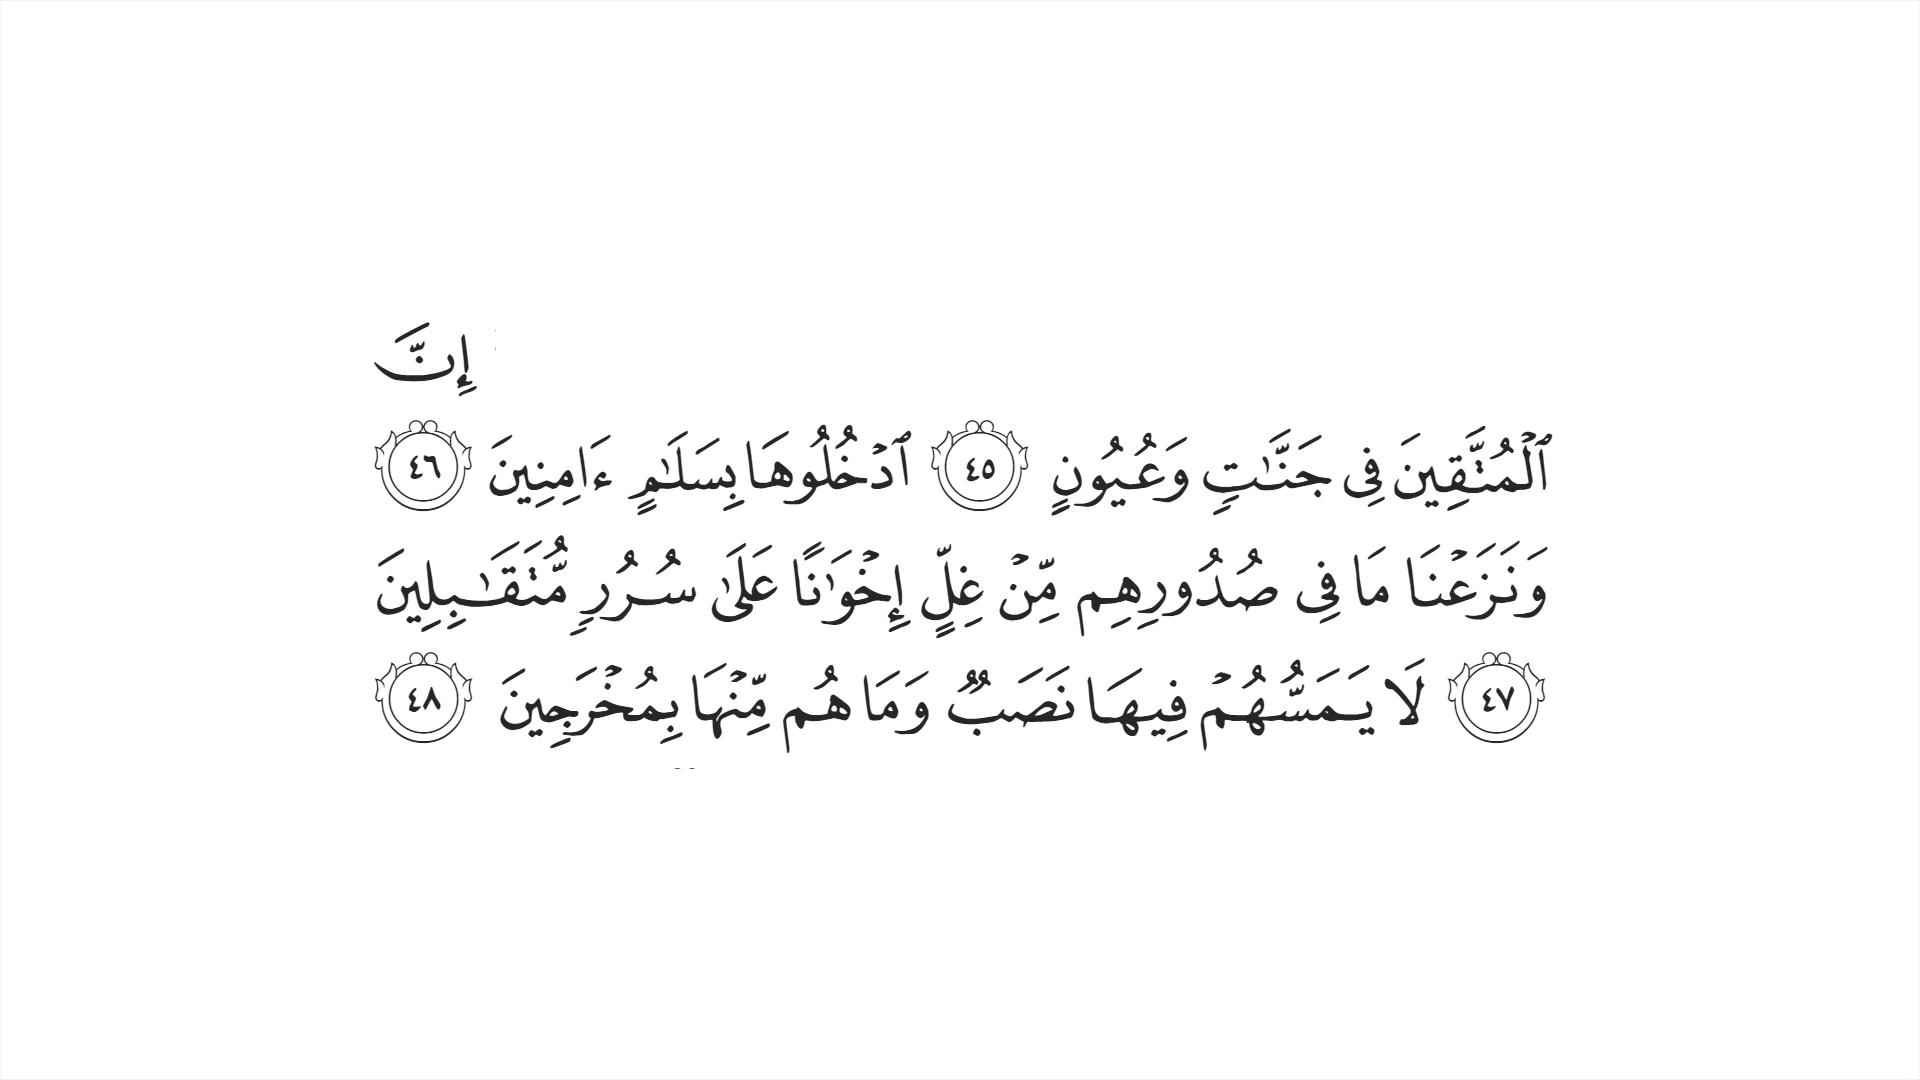 إِنَّ
ٱلْمُتَّقِينَ فِى جَنَّـٰتٍ وَعُيُونٍ ٤٥ ٱدْخُلُوهَا بِسَلَـٰمٍ ءَامِنِينَ ٤٦
وَنَزَعْنَا مَا فِى صُدُورِهِم مِّنْ غِلٍّ إِخْوَٰنًا عَلَىٰ سُرُرٍ مُّتَقَـٰبِلِينَ
٤٧ لَا يَمَسُّهُمْ فِيهَا نَصَبٌ وَمَا هُم مِّنْهَا بِمُخْرَجِينَ ٤٨